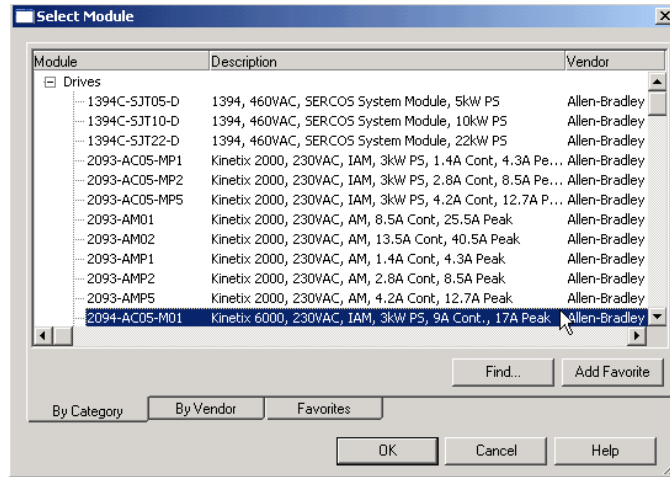 Select Module
Module Description Vendor
Drives
1394C-SJT05-D 1394, 460VAC, SERCOS System Module, 5kW PS Allen-Bradley
1394C-SJT10-D 1394, 460VAC, SERCOS System Module, 10kW PS Allen-Bradley
1394C-SJT22-D 1394, 460VAC, SERCOS System Module, 22kW PS Allen-Bradley
2093-AC05-MP1 Kinetix 2000, 230VAC, IAM, 3kW PS, 1.4A Cont, 4.3A Pe... Allen-Bradley
2093-AC05-MP2 Kinetix 2000, 230VAC, IAM, 3kW PS, 2.8A Cont, 8.5A Pe... Allen-Bradley
2093-AC05-MP5 Kinetix 2000, 230VAC, IAM, 3kW PS, 4.2A Cont, 12.7A P... Allen-Bradley
2093-AM01 Kinetix 2000, 230VAC, AM, 8.5A Cont, 25.5A Peak Allen-Bradley
2093-AM02 Kinetix 2000, 230VAC, AM, 13.5A Cont, 40.5A Peak Allen-Bradley
2093-AMP1 Kinetix 2000, 230VAC, AM, 1.4A Cont, 4.3A Peak Allen-Bradley
2093-AMP2 Kinetix 2000, 230VAC, AM, 2.8A Cont, 8.5A Peak Allen-Bradley
2093-AMP5 Kinetix 2000, 230VAC, AM, 4.2A Cont, 12.7A Peak Allen-Bradley
2094-AC05-M01 Kinetix 6000, 230VAC, IAM, 3kW PS, 9A Cont., 17A Peak Allen-Bradley
Find... Add Favorite
By Category By Vendor Favorites
OK Cancel Help